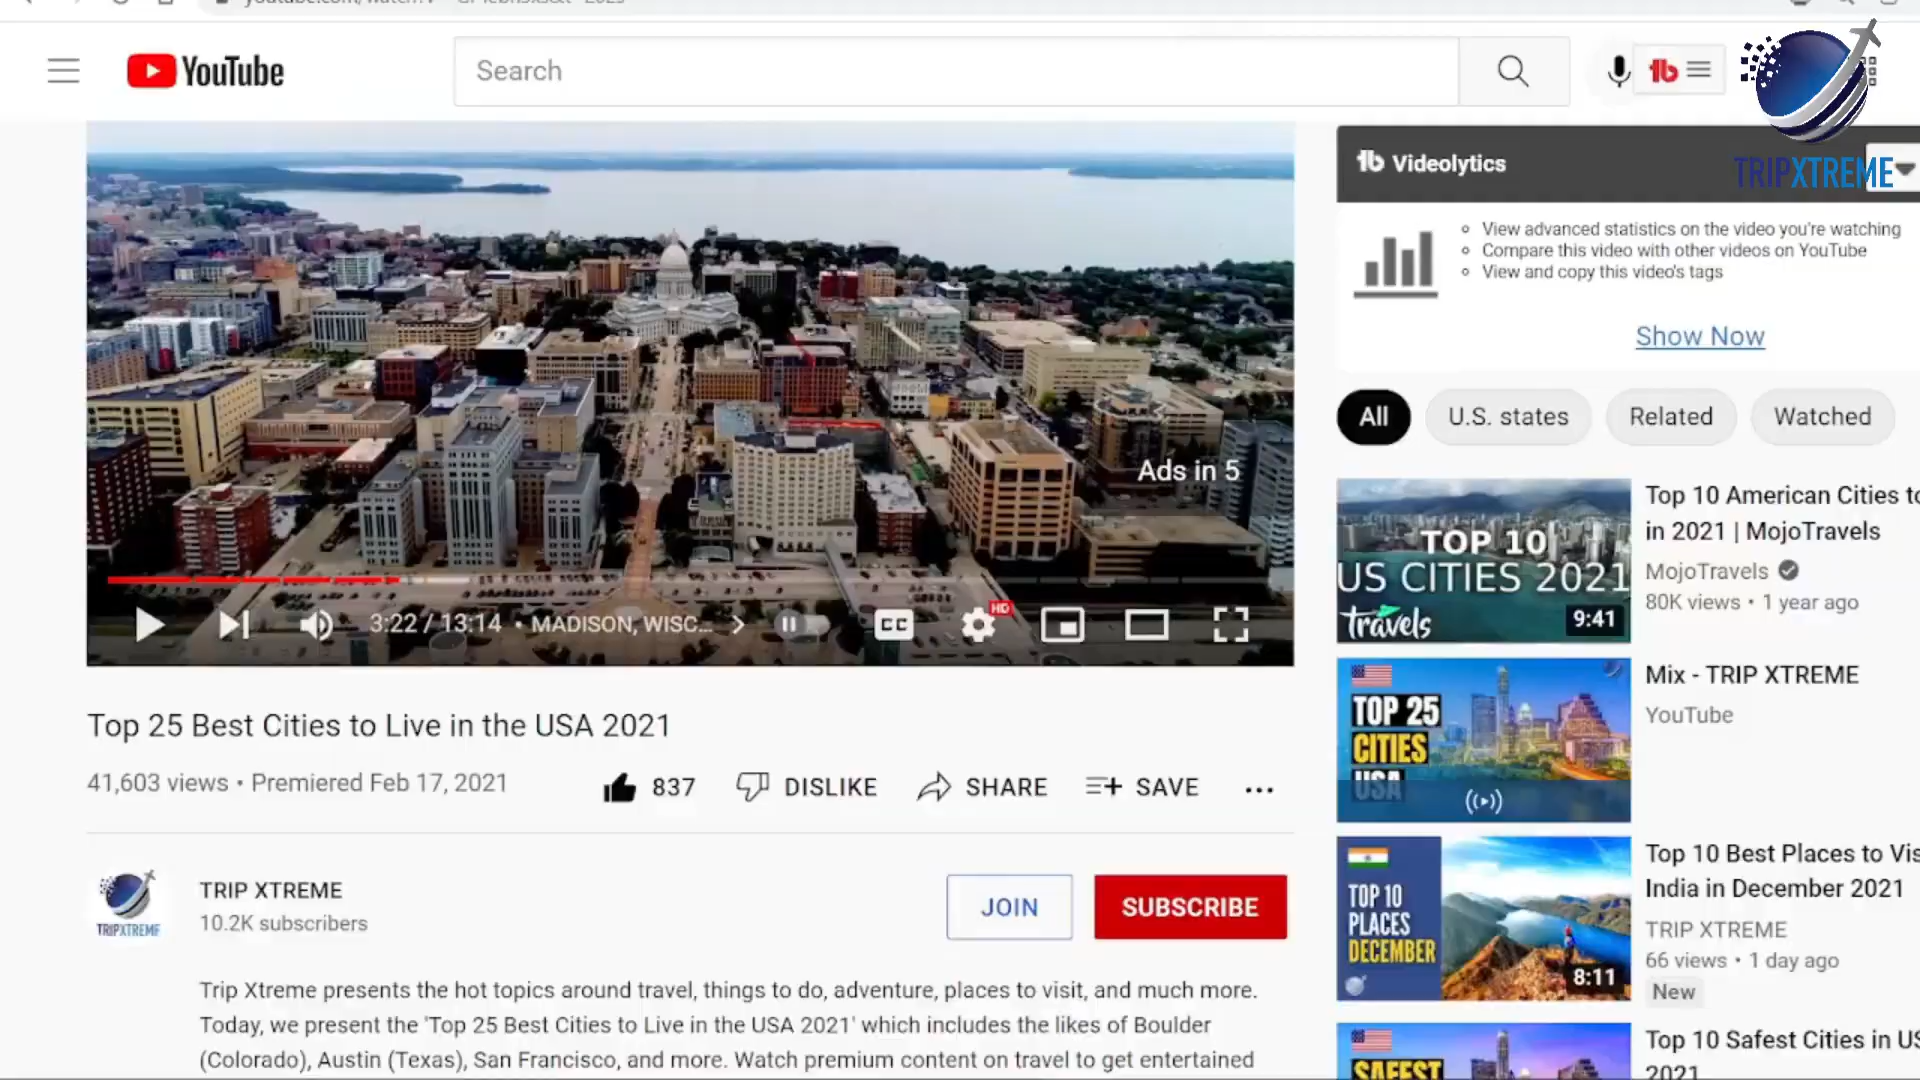 YouTube
Search
TRIPXTREME
Videolytics
View advanced statistics on the video you're watching
Compare this video with other videos on YouTube
View and copy this video's tags
Show Now
All
U.S. states
Related
Watched
Ads in 5
3:22 / 13:14 • MADISON, WISC...
CC
HD
Top 25 Best Cities to Live in the USA 2021
41,603 views • Premiered Feb 17, 2021
837
DISLIKE
SHARE
SAVE
TRIPXTREME
TRIP XTREME
10.2K subscribers
JOIN
SUBSCRIBE
Trip Xtreme presents the hot topics around travel, things to do, adventure, places to visit, and much more.
Today, we present the 'Top 25 Best Cities to Live in the USA 2021' which includes the likes of Boulder
(Colorado), Austin (Texas), San Francisco, and more. Watch premium content on travel to get entertained
TOP 10
US CITIES 2021
travels
9:41
Top 10 American Cities to
in 2021 | MojoTravels
MojoTravels
80K views • 1 year ago
TOP 25
CITIES
USA
Mix - TRIP XTREME
YouTube
TOP 10
PLACES
DECEMBER
8:11
Top 10 Best Places to Vis
India in December 2021
TRIP XTREME
66 views • 1 day ago
New
SAFEST
Top 10 Safest Cities in US
2021